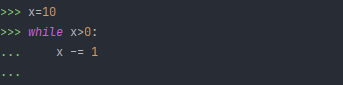 >>> x=10
>>> while x>0:
...     x -= 1
...